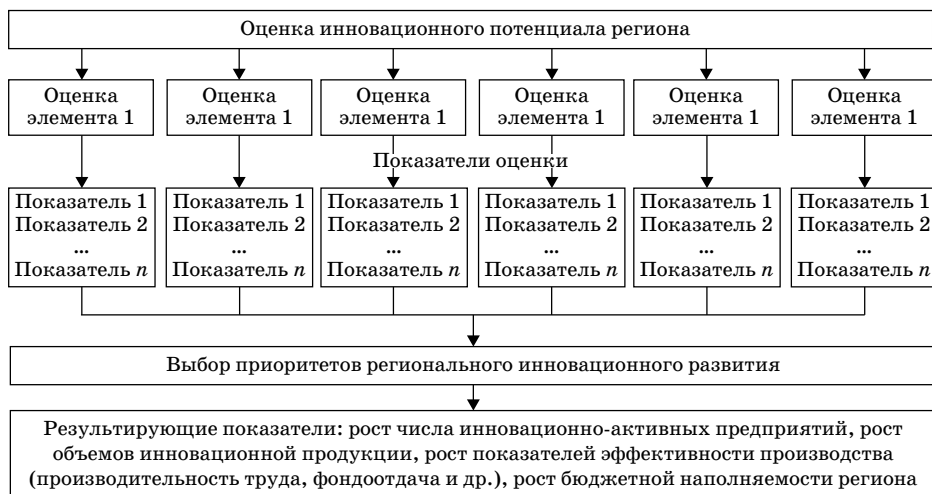 Оценка инновационного потенциала региона
Оценка элемента 1
Оценка элемента 1
Оценка элемента 1
Оценка элемента 1
Оценка элемента 1
Оценка элемента 1
Показатели оценки
Показатель 1
Показатель 2
...
Показатель n
Показатель 1
Показатель 2
...
Показатель n
Показатель 1
Показатель 2
...
Показатель n
Показатель 1
Показатель 2
...
Показатель n
Показатель 1
Показатель 2
...
Показатель n
Показатель 1
Показатель 2
...
Показатель n
Выбор приоритетов регионального инновационного развития
Результирующие показатели: рост числа инновационно-активных предприятий, рост
объемов инновационной продукции, рост показателей эффективности производства
(производительность труда, фондоотдача и др.), рост бюджетной наполняемости региона